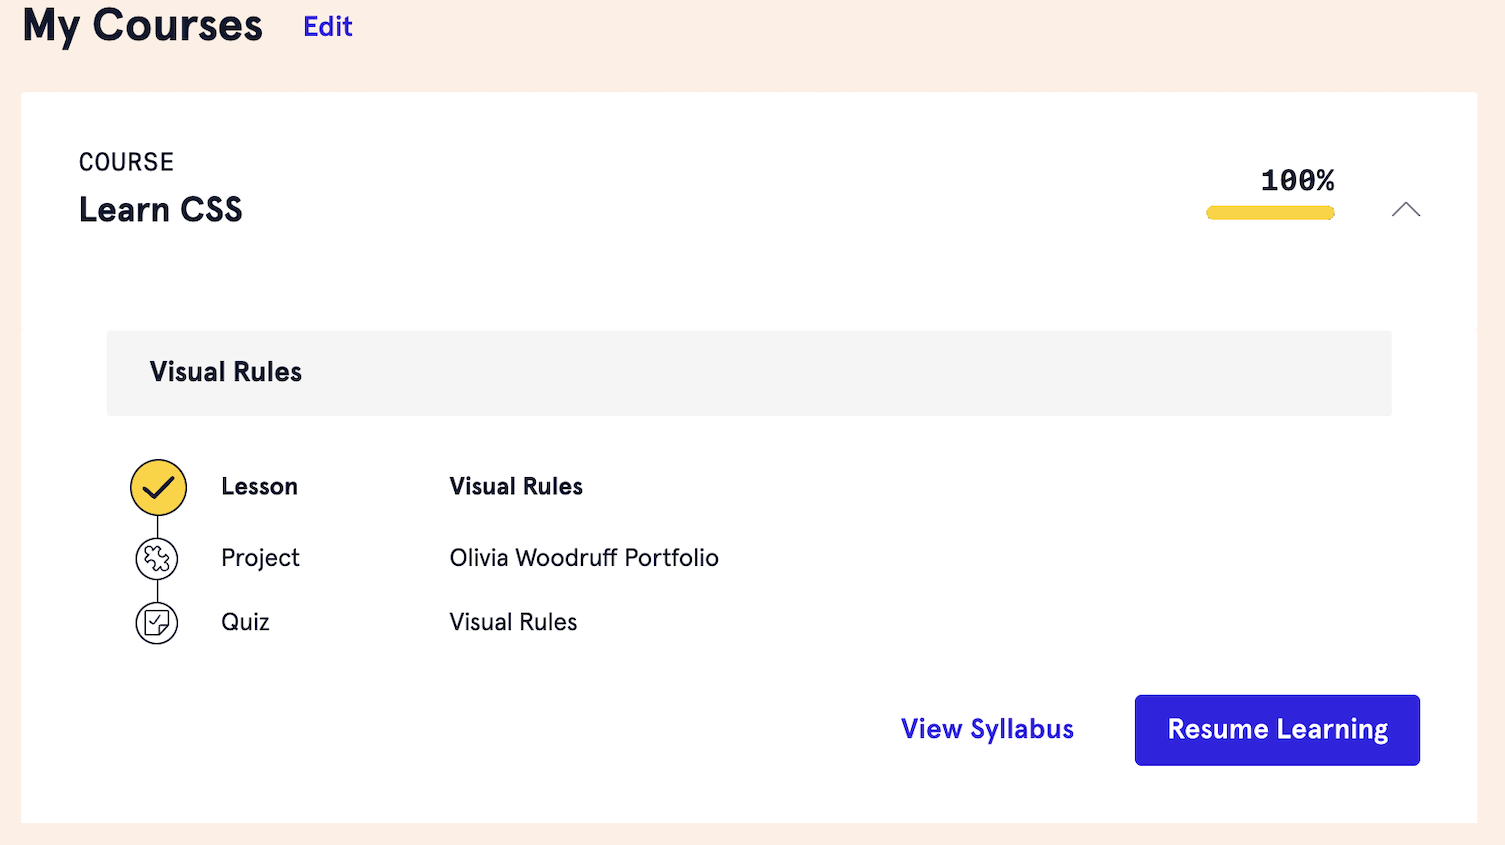 My Courses Edit
COURSE
Learn CSS
100%
Visual Rules
Lesson Visual Rules
Project Olivia Woodruff Portfolio
Quiz Visual Rules
View Syllabus Resume Learning